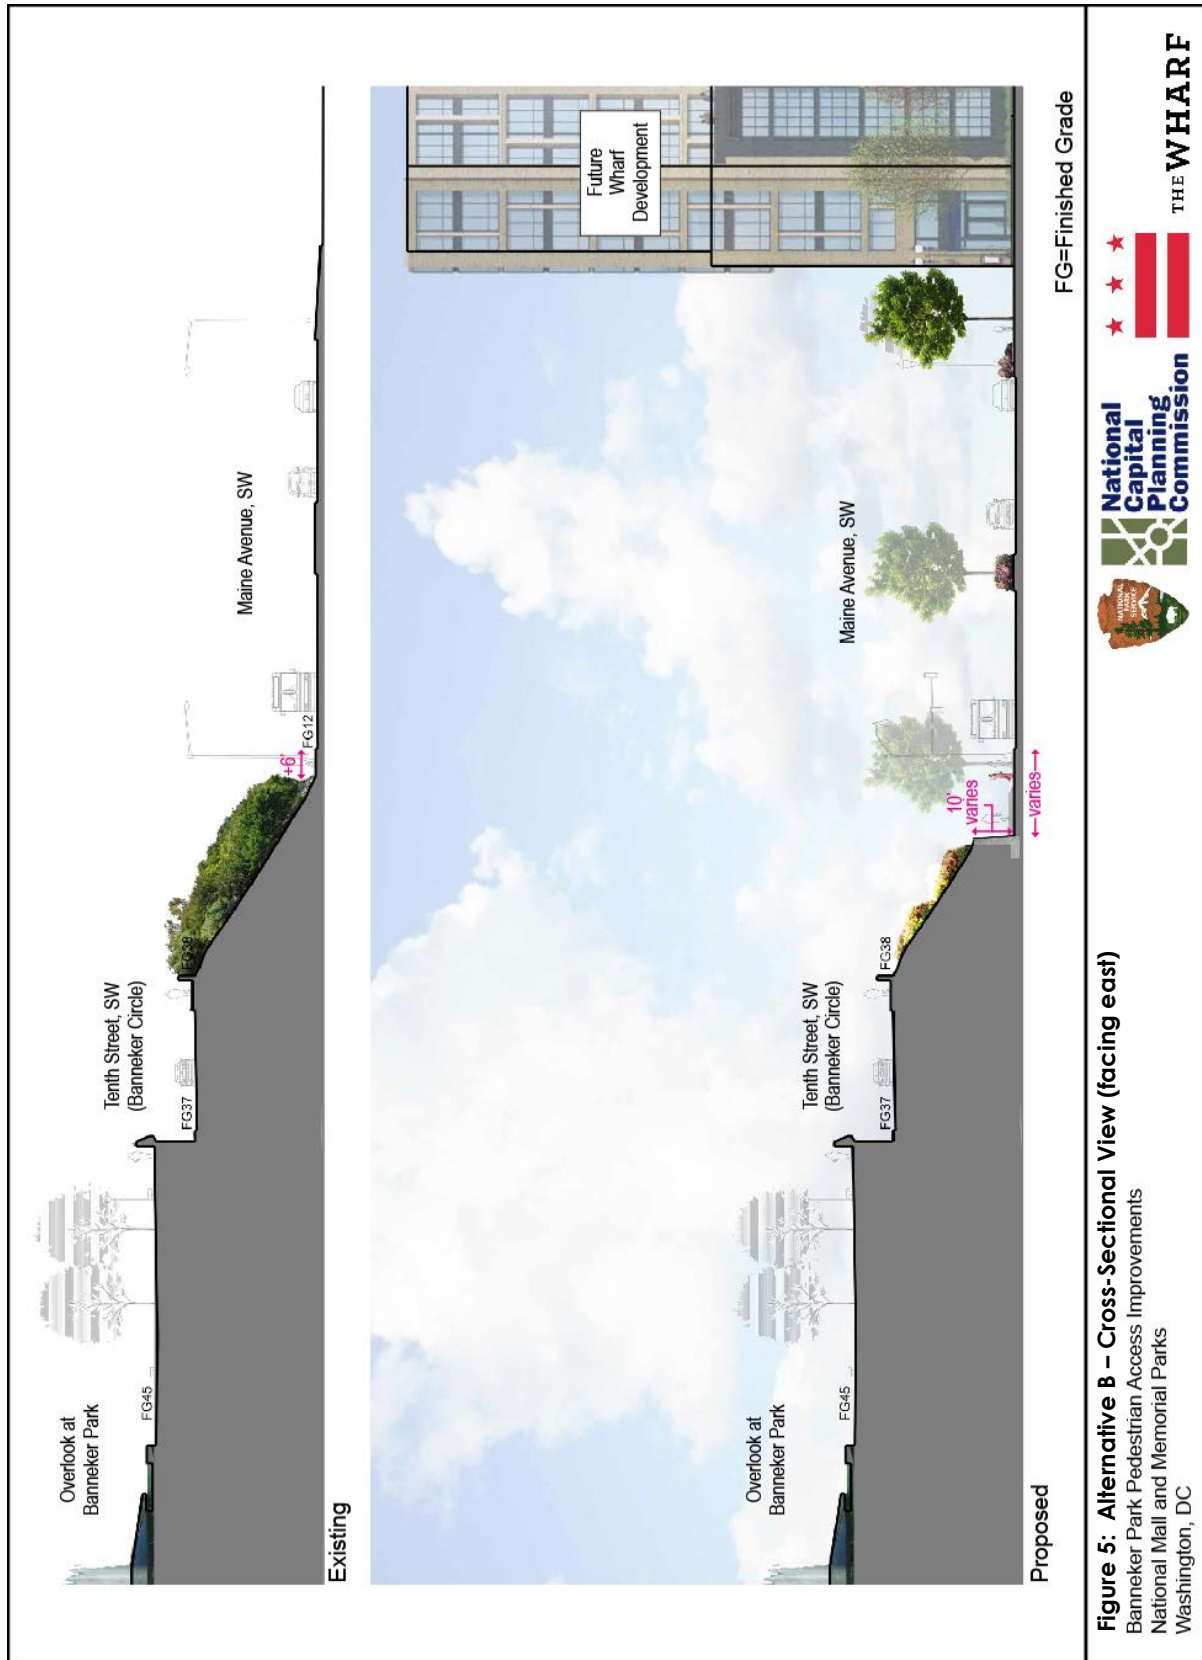 Overlook at
Banneker Park
FG45
Tenth Street, SW
(Banneker Circle)
FG37
FG38
+6'
FG12
Maine Avenue, SW
Existing
Overlook at
Banneker Park
FG45
Tenth Street, SW
(Banneker Circle)
FG37
FG38
10'
varies
varies
Maine Avenue, SW
Future
Wharf
Development
Proposed
FG=Finished Grade
Figure 5: Alternative B – Cross-Sectional View (facing east)
Banneker Park Pedestrian Access Improvements
National Mall and Memorial Parks
Washington, DC
NATIONAL
PARK
SERVICE
National
Capital
Planning
Commission
THE WHARF